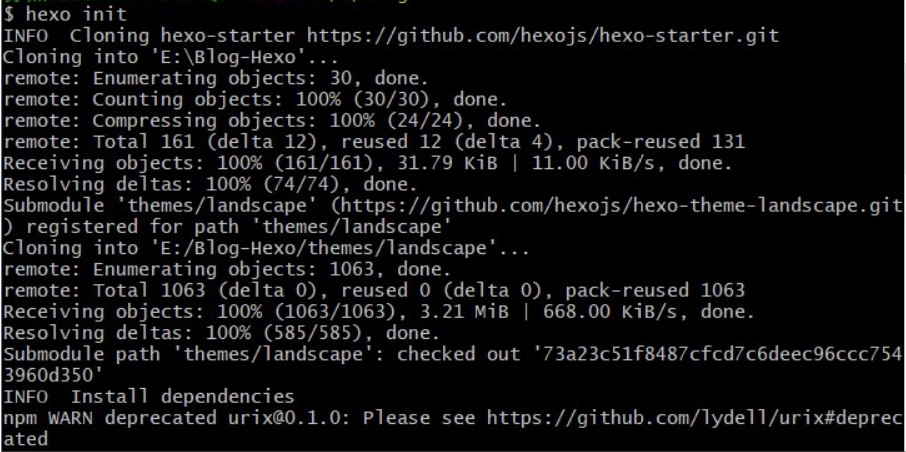 $ hexo init
INFO  Cloning hexo-starter https://github.com/hexojs/hexo-starter.git
Cloning into 'E:\Blog-Hexo'...
remote: Enumerating objects: 30, done.
remote: Counting objects: 100% (30/30), done.
remote: Compressing objects: 100% (24/24), done.
remote: Total 161 (delta 12), reused 12 (delta 4), pack-reused 131
Receiving objects: 100% (161/161), 31.79 KiB | 11.00 KiB/s, done.
Resolving deltas: 100% (74/74), done.
Submodule 'themes/landscape' (https://github.com/hexojs/hexo-theme-landscape.git
) registered for path 'themes/landscape'
Cloning into 'E:/Blog-Hexo/themes/landscape'...
remote: Enumerating objects: 1063, done.
remote: Total 1063 (delta 0), reused 0 (delta 0), pack-reused 1063
Receiving objects: 100% (1063/1063), 3.21 MiB | 668.00 KiB/s, done.
Resolving deltas: 100% (585/585), done.
Submodule path 'themes/landscape': checked out '73a23c51f8487cfcd7c6deec96ccc754
3960d350'
INFO  Install dependencies
npm WARN deprecated urix@0.1.0: Please see https://github.com/lydell/urix#deprec
ated